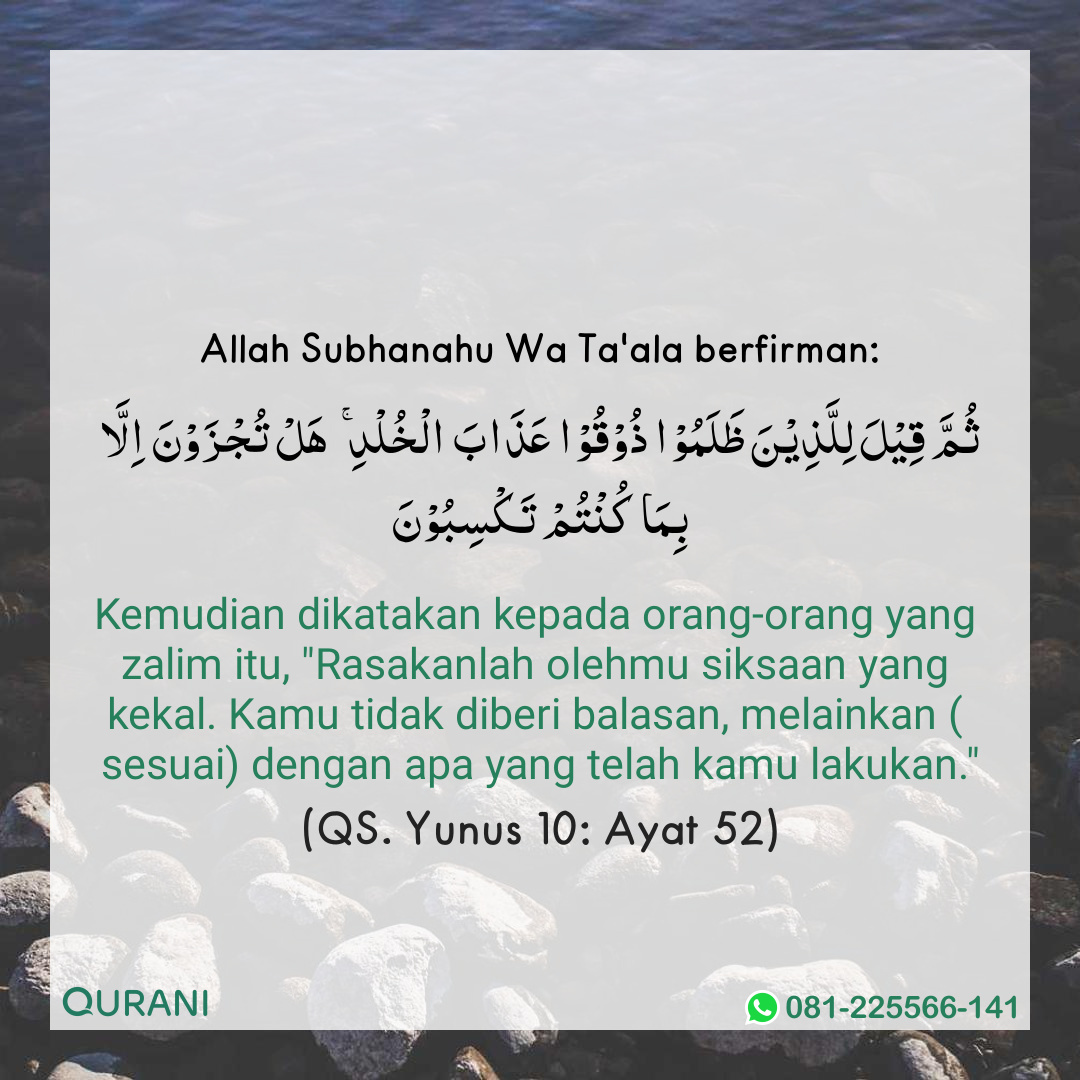 Allah Subhanahu Wa Ta'ala berfirman:
ثُمَّ قِيْلَ لِلَّذِيْنَ ظَلَمُوْا ذُوْقُوْا عَذَابَ الْخُلْدِۚ هَلْ تُجْزَوْنَ اِلَّا
بِمَا كُنْتُمْ تَكْسِبُوْنَ
Kemudian dikatakan kepada orang-orang yang
zalim itu, "Rasakanlah olehmu siksaan yang
kekal. Kamu tidak diberi balasan, melainkan (
sesuai) dengan apa yang telah kamu lakukan."
(QS. Yunus 10: Ayat 52)
QURANI
081-225566-141